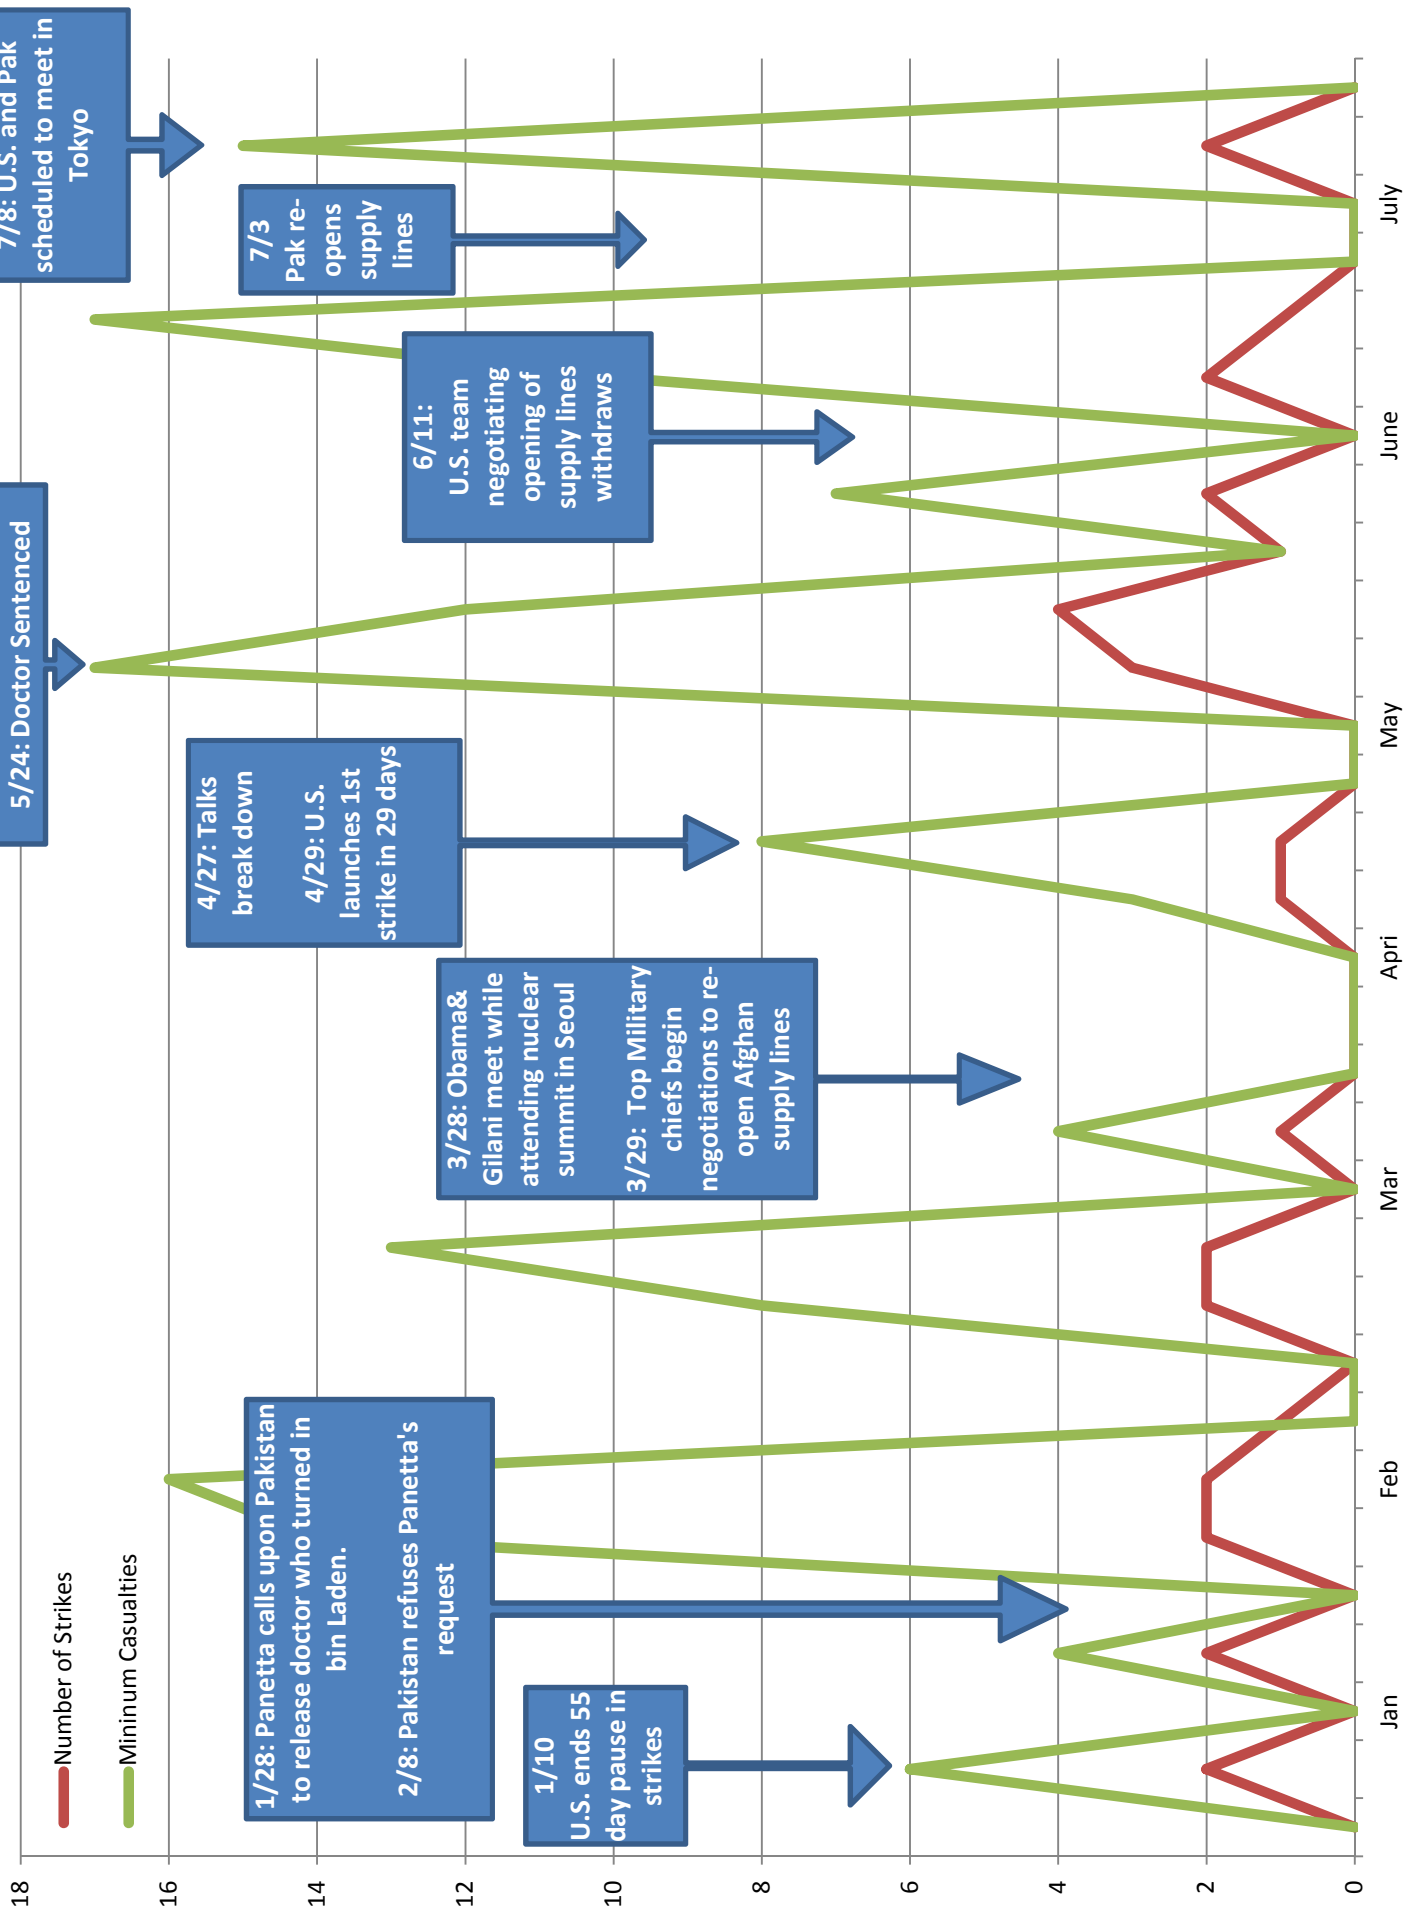 7/8: U.S. and Pak
scheduled to meet in
Tokyo
5/24: Doctor Sentenced
7/3
Pak re-
opens
supply
lines
6/11:
U.S. team
negotiating
opening of
supply lines
withdraws
4/27: Talks
break down
4/29: U.S.
launches 1st
strike in 29 days
3/28: Obama&
Gilani meet while
attending nuclear
summit in Seoul
3/29: Top Military
chiefs begin
negotiations to re-
open Afghan
supply lines
1/28: Panetta calls upon Pakistan
to release doctor who turned in
bin Laden.
2/8: Pakistan refuses Panetta's
request
1/10
U.S. ends 55
day pause in
strikes
Number of Strikes
Mininum Casualties
18
16
14
12
10
8
6
4
2
0
Jan
Feb
Mar
Apri
May
June
July